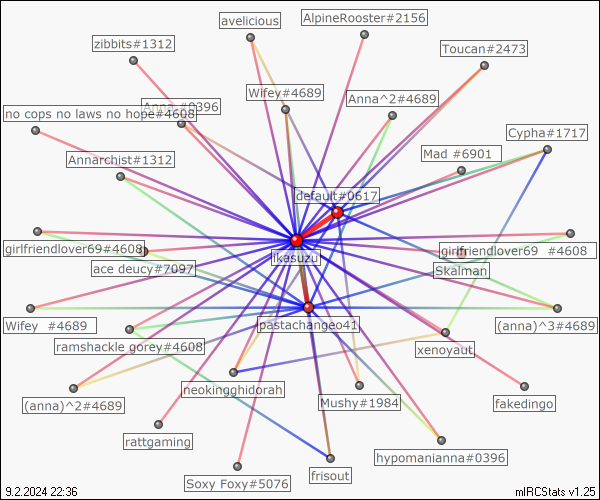 AlpineRooster#2156
avelicious
zibbits#1312
Toucan#2473
Wifey#4689
Anna^2#4689
Anna #0396
no cops no laws no hope#4608
Cypha#1717
Mad #6901
Annarchist#1312
default#0617
girlfriendlover69#4608
girlfriendlover69 #4608
ikasuzu
ace deucy#7097
Skalman
Wifey #4689
pastachangeo41
(anna)^3#4689
ramshackle gorey#4608
xenoyaut
neokingghidorah
(anna)^2#4689
Mushy#1984
fakedingo
rattgaming
hypomanianna#0396
frisout
Soxy Foxy#5076
9.2.2024 22:36
mIRCStats v1.25